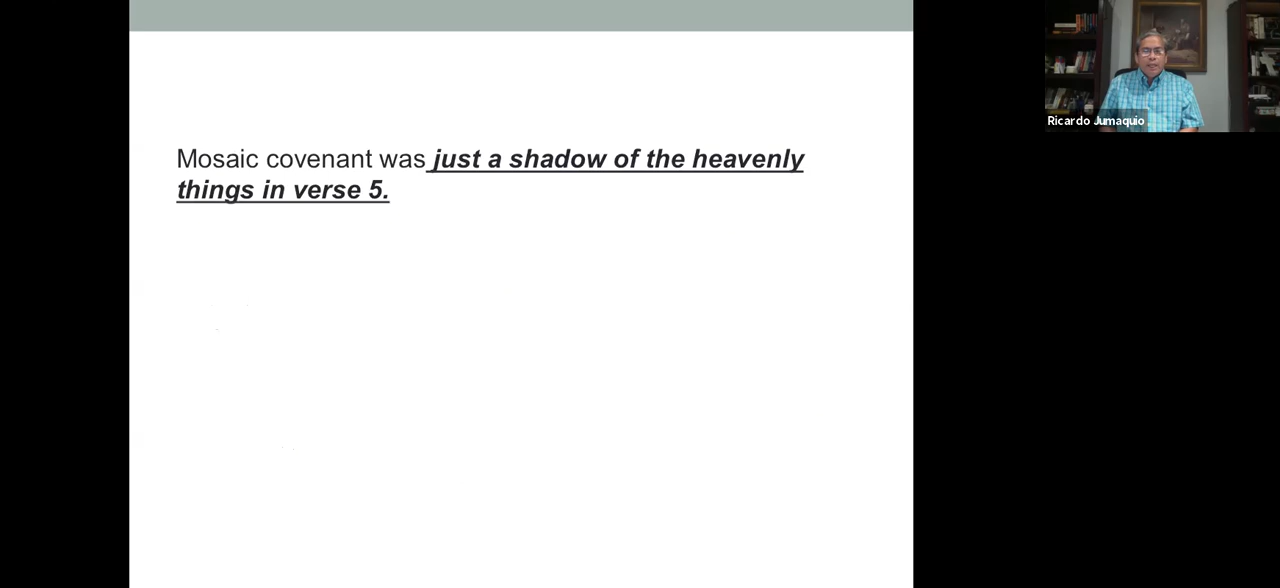 Mosaic covenant was just a shadow of the heavenly
things in verse 5.
Ricardo Jumaquio